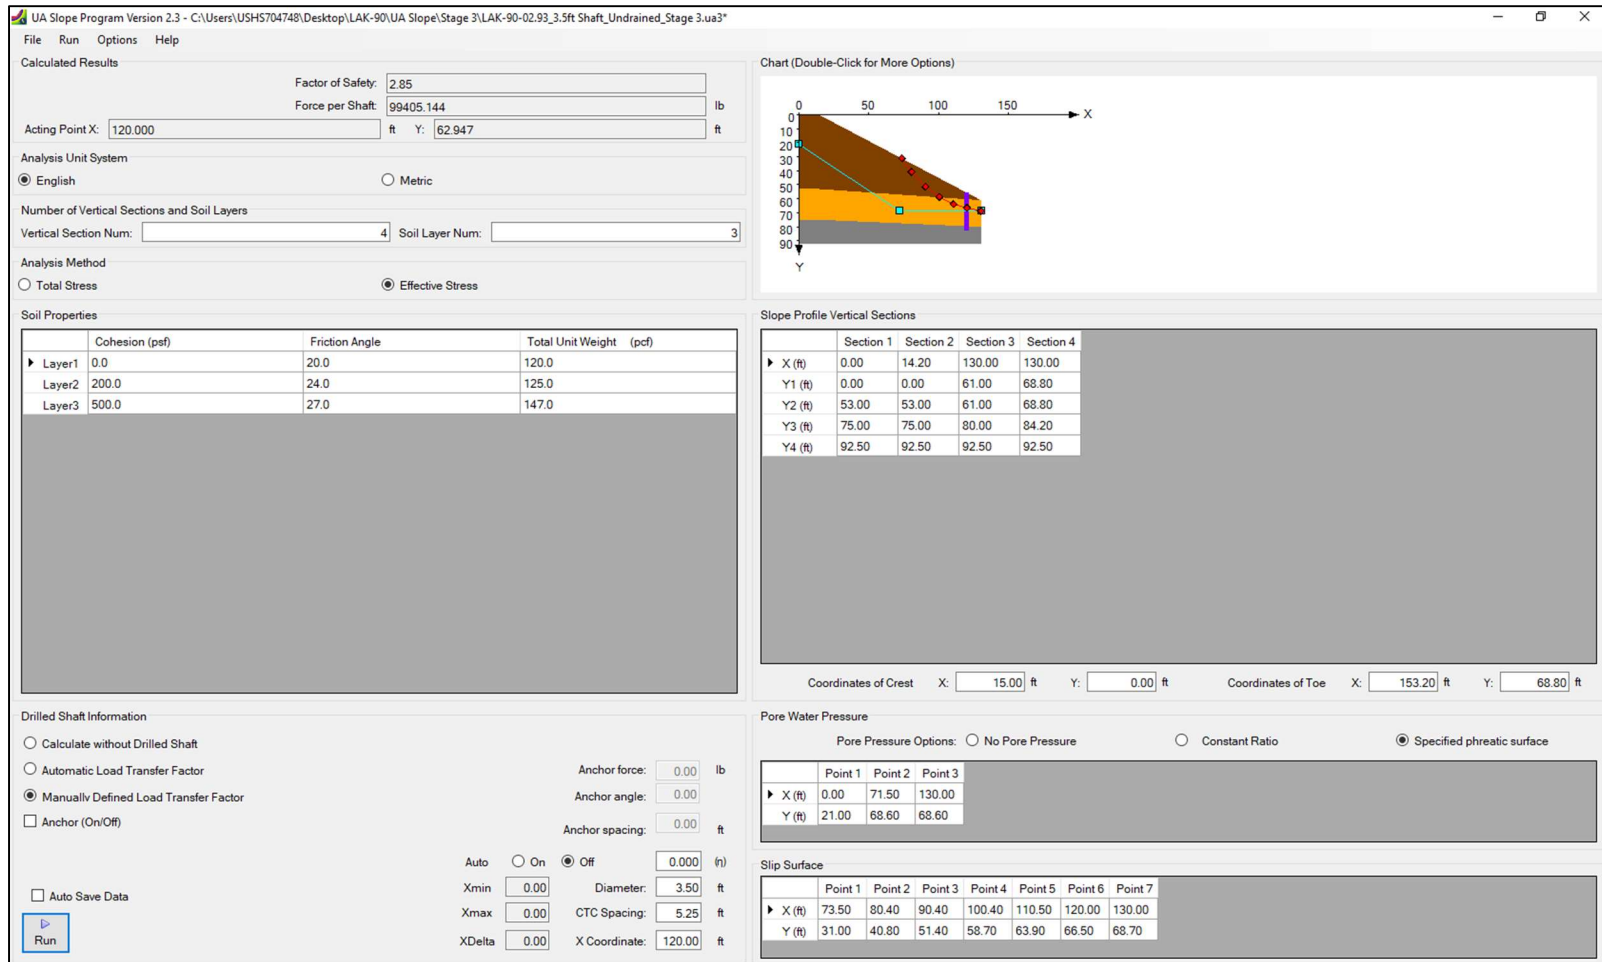 UA Slope Program Version 2.3 - C:\Users\USHS704748\Desktop\LAK-90\UA Slope\Stage 3\LAK-90-02.93_3.5ft Shaft_Undrained_Stage 3.ua3*
File Run Options Help
Calculated Results
Factor of Safety: 2.85
Force per Shaft: 99405.144 lb
Acting Point X: 120.000 ft Y: 62.947 ft
Analysis Unit System
English Metric
Number of Vertical Sections and Soil Layers
Vertical Section Num: 4 Soil Layer Num: 3
Analysis Method
Total Stress Effective Stress
Soil Properties
Cohesion (psf) Friction Angle Total Unit Weight (pcf)
Layer1 0.0 20.0 120.0
Layer2 200.0 24.0 125.0
Layer3 500.0 27.0 147.0
Drilled Shaft Information
Calculate without Drilled Shaft
Automatic Load Transfer Factor
Manually Defined Load Transfer Factor
Anchor (On/Off)
Anchor force: 0.00 lb
Anchor angle: 0.00
Anchor spacing: 0.00 ft
Auto On Off 0.000 (η)
Xmin 0.00 Diameter: 3.50 ft
Xmax 0.00 CTC Spacing: 5.25 ft
XDelta 0.00 X Coordinate: 120.00 ft
Auto Save Data
Run
Chart (Double-Click for More Options)
0 50 100 150
X
0
10
20
30
40
50
60
70
80
90
Y
Slope Profile Vertical Sections
Section 1 Section 2 Section 3 Section 4
X (ft) 0.00 14.20 130.00 130.00
Y1 (ft) 0.00 0.00 61.00 68.80
Y2 (ft) 53.00 53.00 61.00 68.80
Y3 (ft) 75.00 75.00 80.00 84.20
Y4 (ft) 92.50 92.50 92.50 92.50
Coordinates of Crest X: 15.00 ft Y: 0.00 ft Coordinates of Toe X: 153.20 ft Y: 68.80 ft
Pore Water Pressure
Pore Pressure Options: No Pore Pressure Constant Ratio Specified phreatic surface
Point 1 Point 2 Point 3
X (ft) 0.00 71.50 130.00
Y (ft) 21.00 68.60 68.60
Slip Surface
Point 1 Point 2 Point 3 Point 4 Point 5 Point 6 Point 7
X (ft) 73.50 80.40 90.40 100.40 110.50 120.00 130.00
Y (ft) 31.00 40.80 51.40 58.70 63.90 66.50 68.70